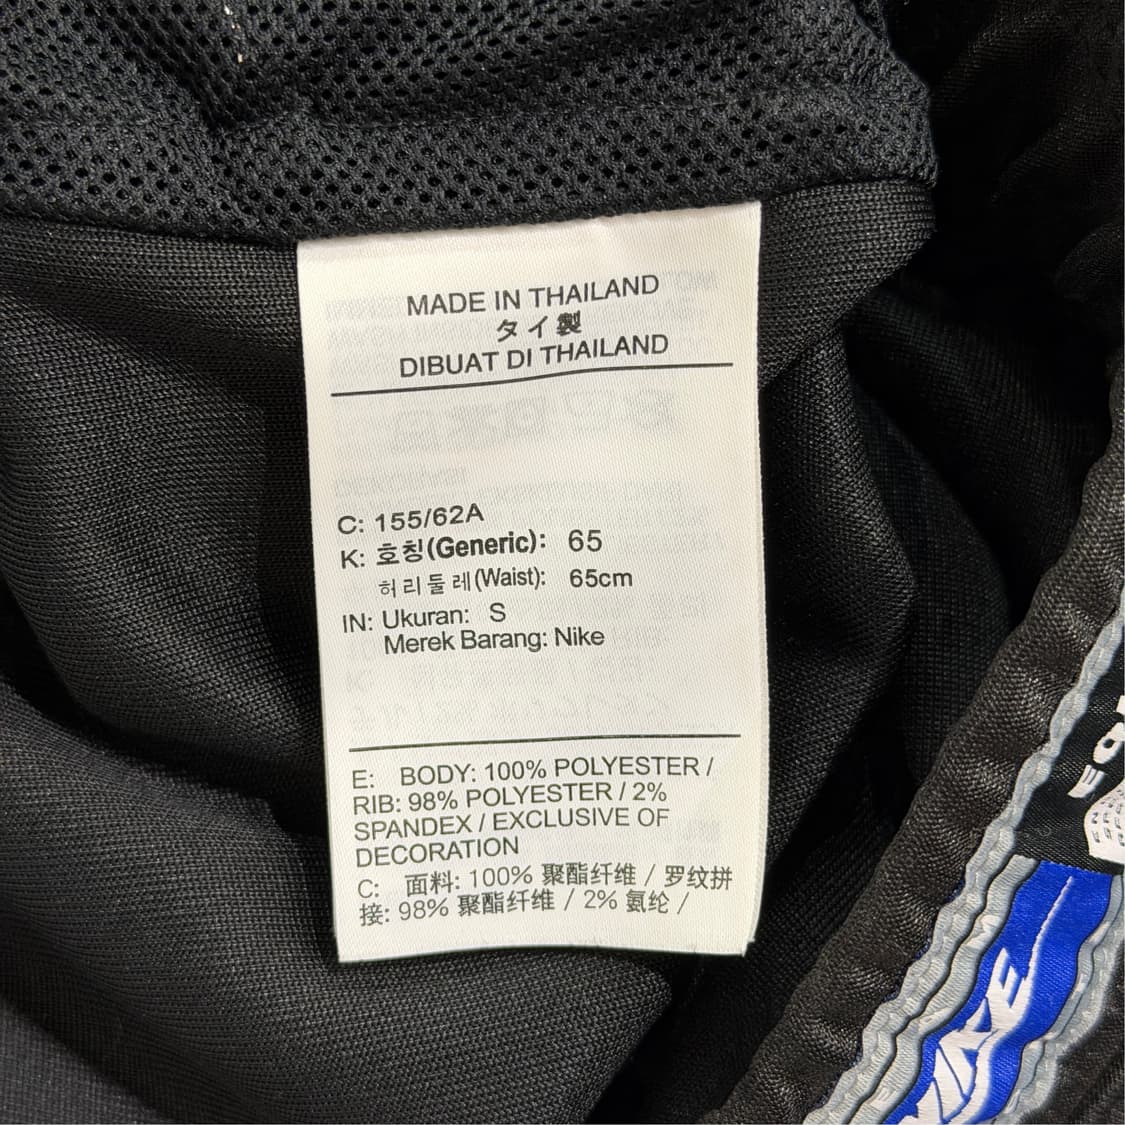 MADE IN THAILAND
タイ製
DIBUAT DI THAILAND
C: 155/62A
K: 호칭(Generic): 65
허리둘레(Waist): 65cm
IN: Ukuran: S
Merek Barang: Nike
E: BODY: 100% POLYESTER /
RIB: 98% POLYESTER / 2%
SPANDEX / EXCLUSIVE OF
DECORATION
C: 面料: 100% 聚酯纤维 / 罗纹拼
接: 98% 聚酯纤维 / 2% 氨纶 /
NIKE